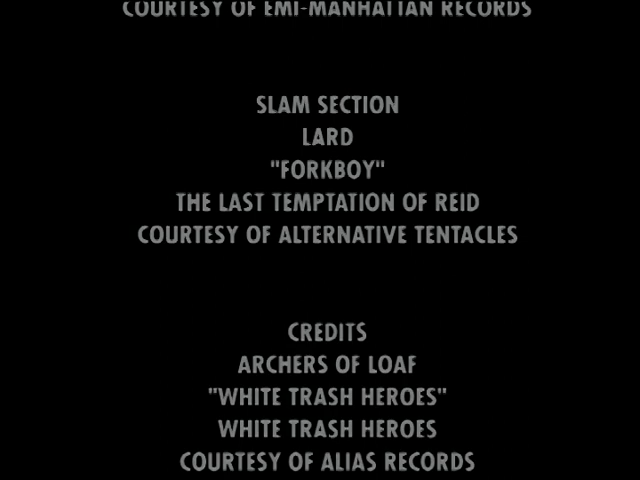 COURTESY OF EMI-MANHATTAN RECORDS
SLAM SECTION
LARD
"FORKBOY"
THE LAST TEMPTATION OF REID
COURTESY OF ALTERNATIVE TENTACLES
CREDITS
ARCHERS OF LOAF
"WHITE TRASH HEROES"
WHITE TRASH HEROES
COURTESY OF ALIAS RECORDS